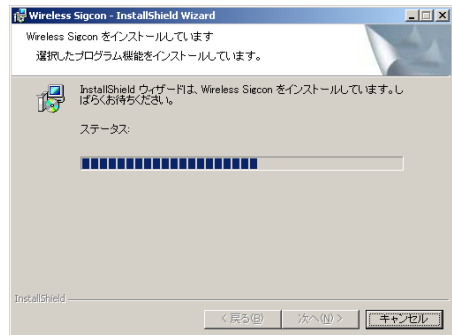 Wireless Sigcon - InstallShield Wizard
Wireless Sigcon をインストールしています
選択したプログラム機能をインストールしています。
InstallShield ウィザードは、Wireless Sigcon をインストールしています。し
ばらくお待ちください。
ステータス:
InstallShield
< 戻る(B)
次へ(N) >
キャンセル